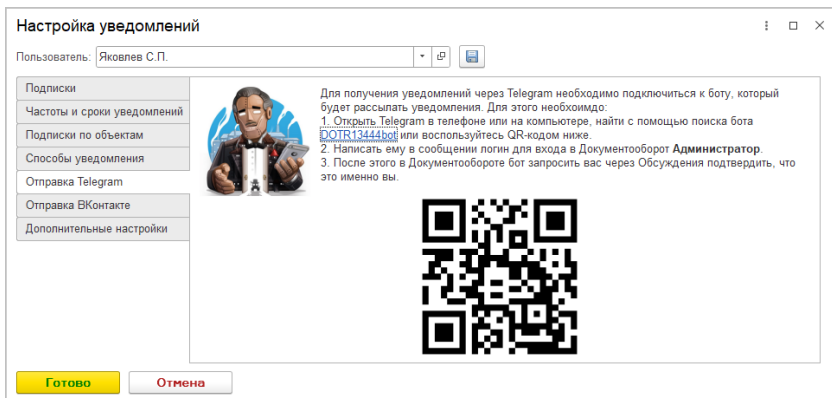 Настройка уведомлений
Пользователь: Яковлев С.П.
Подписки
Частоты и сроки уведомлений
Подписки по объектам
Способы уведомления
Отправка Telegram
Отправка ВКонтакте
Дополнительные настройки
Для получения уведомлений через Telegram необходимо подключиться к боту, который
будет рассылать уведомления. Для этого необхоимдо:
1. Открыть Telegram в телефоне или на компьютере, найти с помощью поиска бота
DOTR13444bot или воспользуйтесь QR-кодом ниже.
2. Написать ему в сообщении логин для входа в Документооборот Администратор.
3. После этого в Документообороте бот запросить вас через Обсуждения подтвердить, что
это именно вы.
Готово
Отмена